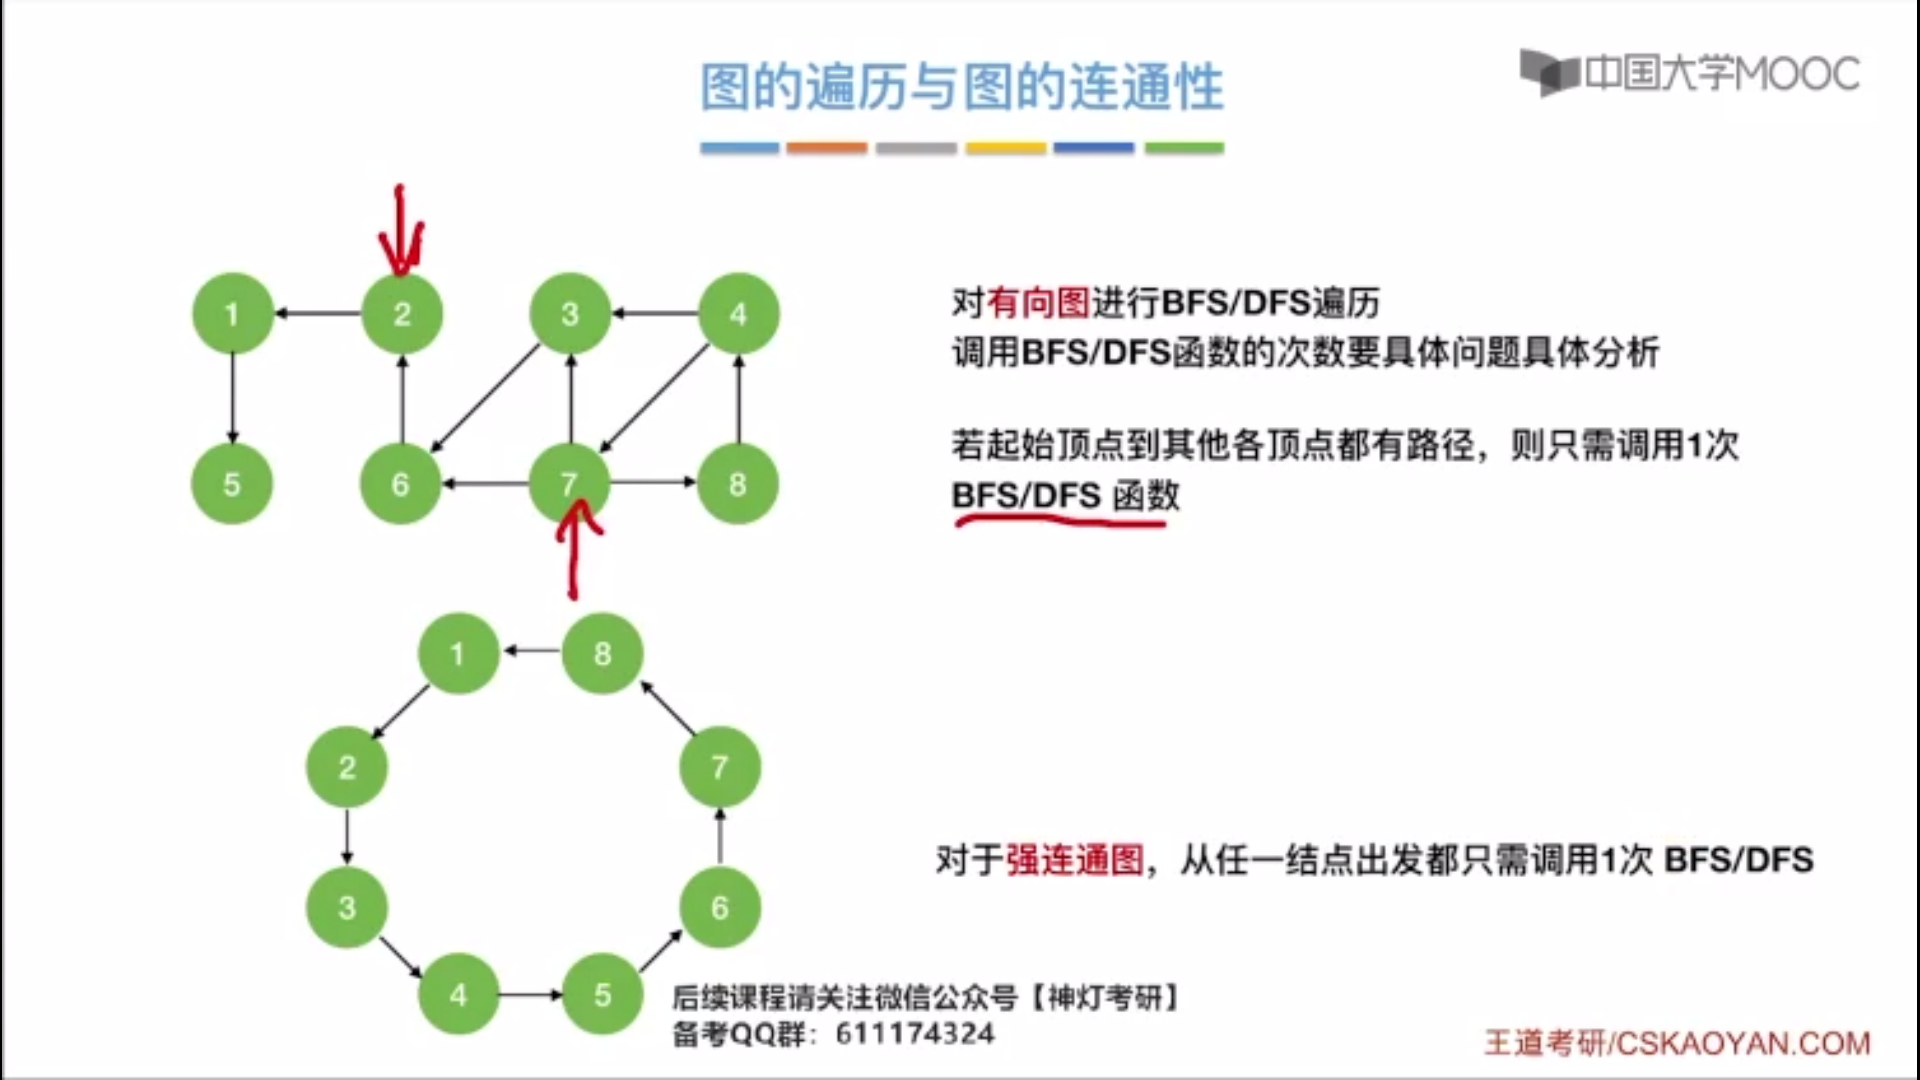 图的遍历与图的连通性
中国大学MOOC
1
2
3
4
5
6
7
8
对有向图进行BFS/DFS遍历
调用BFS/DFS函数的次数要具体问题具体分析
若起始顶点到其他各顶点都有路径，则只需调用1次
BFS/DFS 函数
1
8
2
7
3
6
4
5
对于强连通图，从任一结点出发都只需调用1次 BFS/DFS
后续课程请关注微信公众号【神灯考研】
备考QQ群：611174324
王道考研/CSKAOYAN.COM